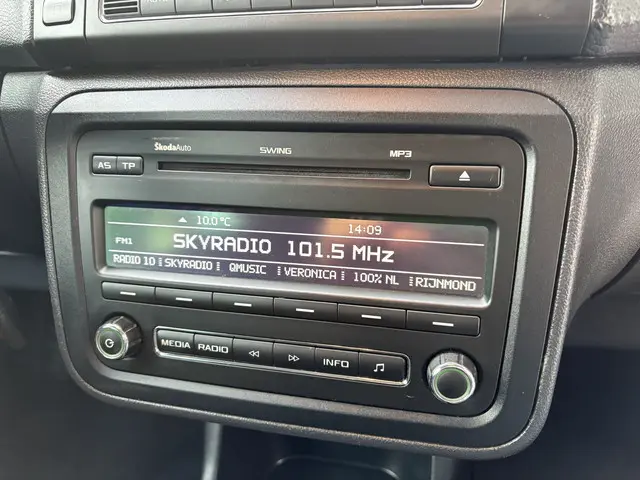 ŠkodaAuto SWING MP3
AS TP
10.0°C 14:09
FM1 SKYRADIO 101.5 MHz
RADIO 10 SKYRADIO QMUSIC VERONICA 100% NL RIJNMOND
MEDIA RADIO INFO